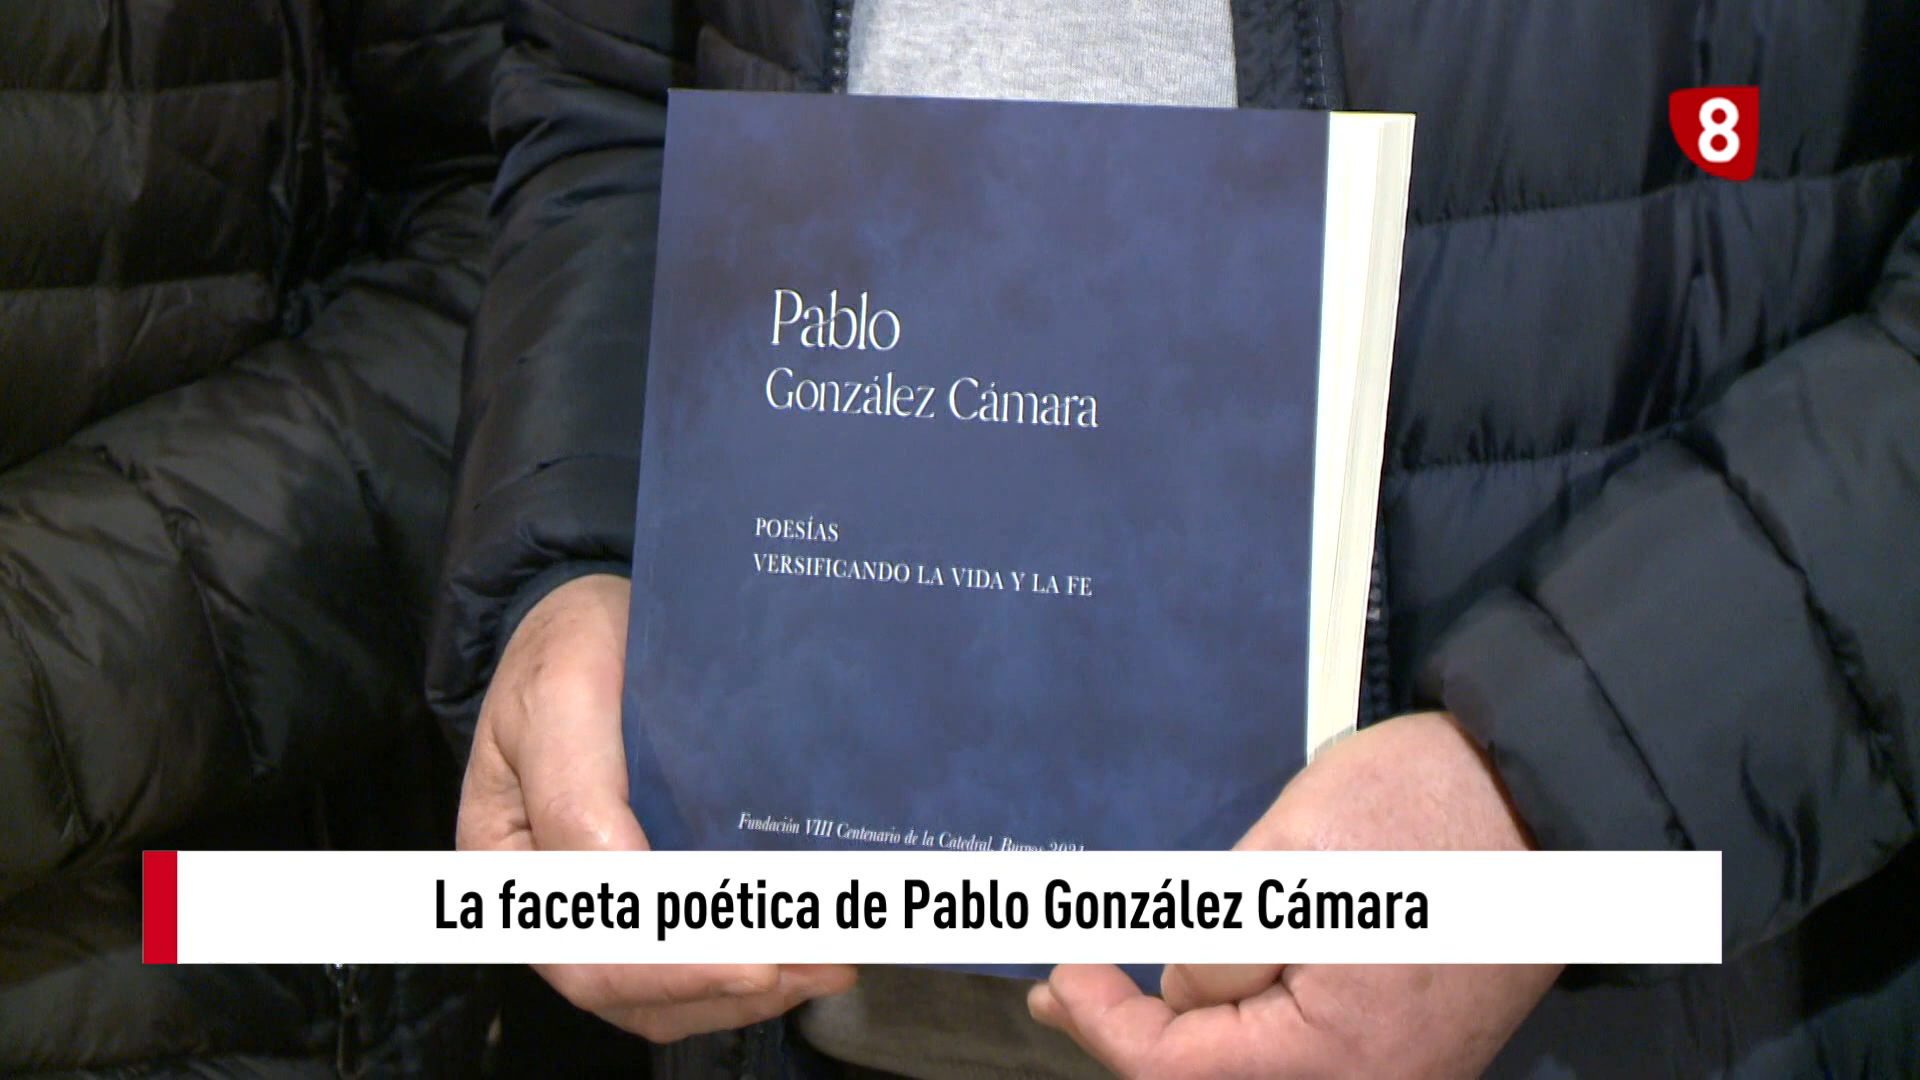 8
Pablo
González Cámara
POESÍAS
VERSIFICANDO LA VIDA Y LA FE
Fundación VIII Centenario de la Catedral. Burgos
La faceta poética de Pablo González Cámara